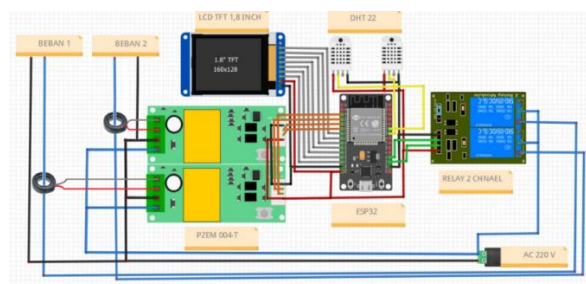 LCD TFT 1,8 INCH
DHT 22
BEBAN 1
BEBAN 2
1.8" TFT
160x128
RELAY 2 CHNAEL
ESP32
PZEM 004-T
AC 220 V